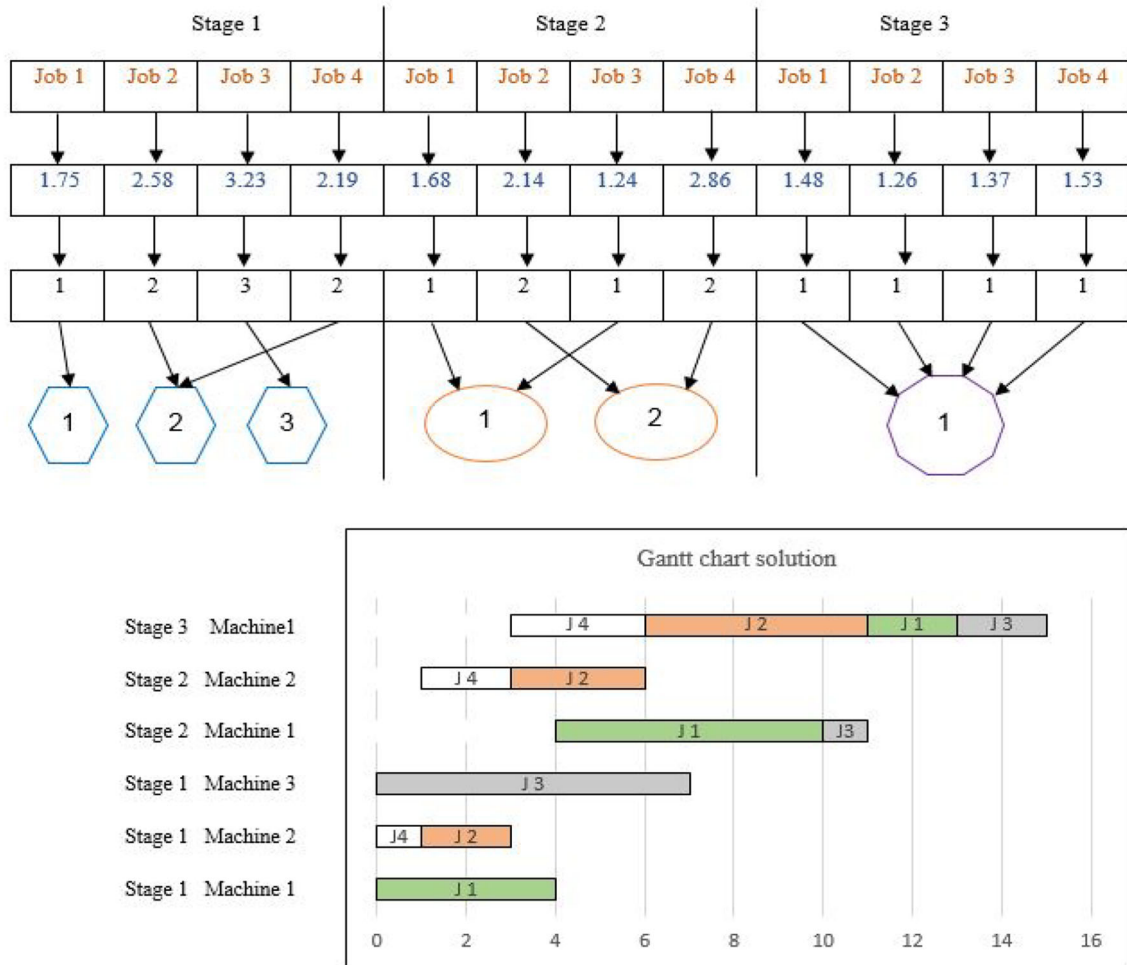 Stage 1 Stage 2 Stage 3
Job 1 Job 2 Job 3 Job 4 Job 1 Job 2 Job 3 Job 4 Job 1 Job 2 Job 3 Job 4
1.75 2.58 3.23 2.19 1.68 2.14 1.24 2.86 1.48 1.26 1.37 1.53
1 2 3 2 1 2 1 2 1 1 1 1
1 2 3 1 2 1
Gantt chart solution
Stage 3 Machine1 J 4 J 2 J 1 J 3
Stage 2 Machine 2 J 4 J 2
Stage 2 Machine 1 J 1 J3
Stage 1 Machine 3 J 3
Stage 1 Machine 2 J4 J 2
Stage 1 Machine 1 J 1
0 2 4 6 8 10 12 14 16